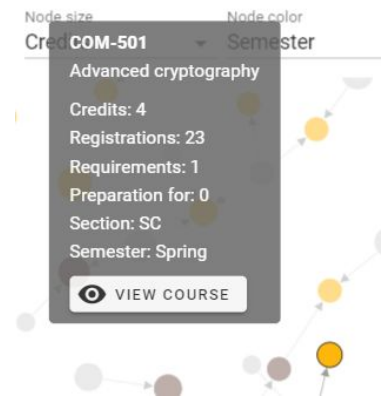 Node size
Node color
Credi
Semester
COM-501
Advanced cryptography
Credits: 4
Registrations: 23
Requirements: 1
Preparation for: 0
Section: SC
Semester: Spring
VIEW COURSE